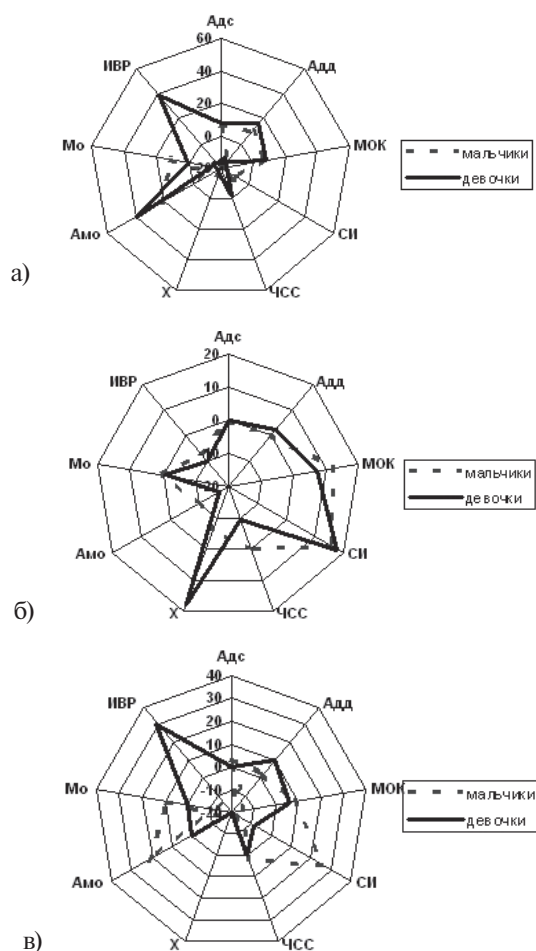 Адс
60
ИВР
40
Адд
20
0
Мо
МОК
мальчики
девочки
Амо
СИ
Х
ЧСС
а)
Адс
20
ИВР
10
Адд
0
Мо
МОК
мальчики
девочки
Амо
СИ
Х
ЧСС
б)
Адс
40
ИВР
30
Адд
20
10
0
Мо
-10
МОК
мальчики
девочки
Амо
СИ
Х
ЧСС
в)